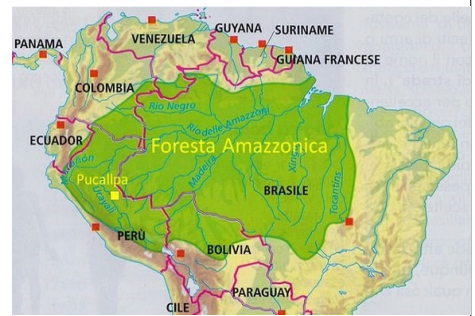 GUYANA
SURINAME
PANAMA
VENEZUELA
GUIANA FRANCESE
COLOMBIA
Rio Negro
Rio delle Amazzoni
ECUADOR
Foresta Amazzonica
Marañón
Madeira
Xingu
Pucallpa
Ucayali
BRASILE
Tocantins
PERÙ
BOLIVIA
PARAGUAY
CILE